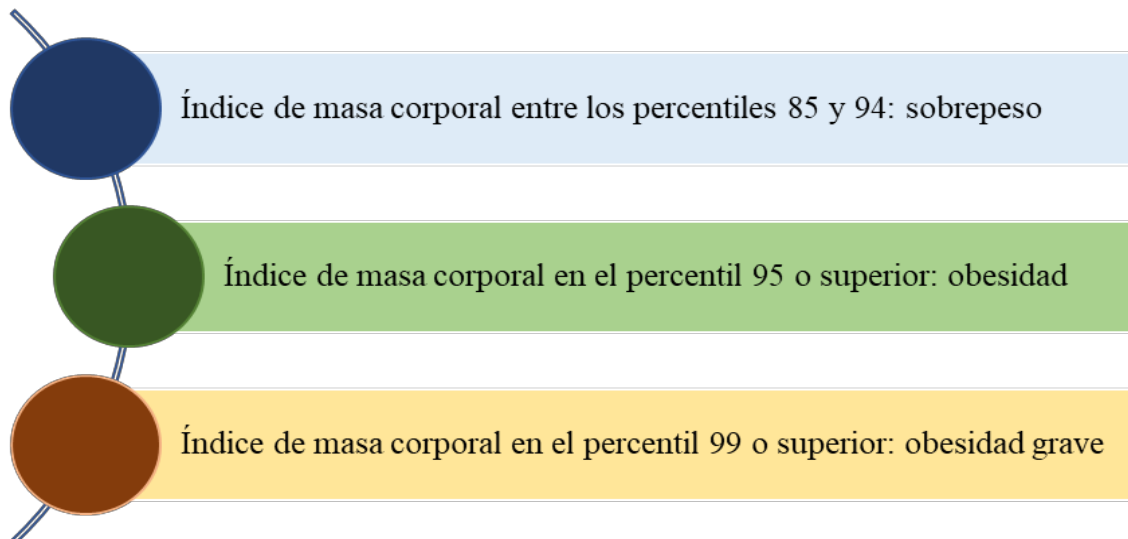 Índice de masa corporal entre los percentiles 85 y 94: sobrepeso
Índice de masa corporal en el percentil 95 o superior: obesidad
Índice de masa corporal en el percentil 99 o superior: obesidad grave